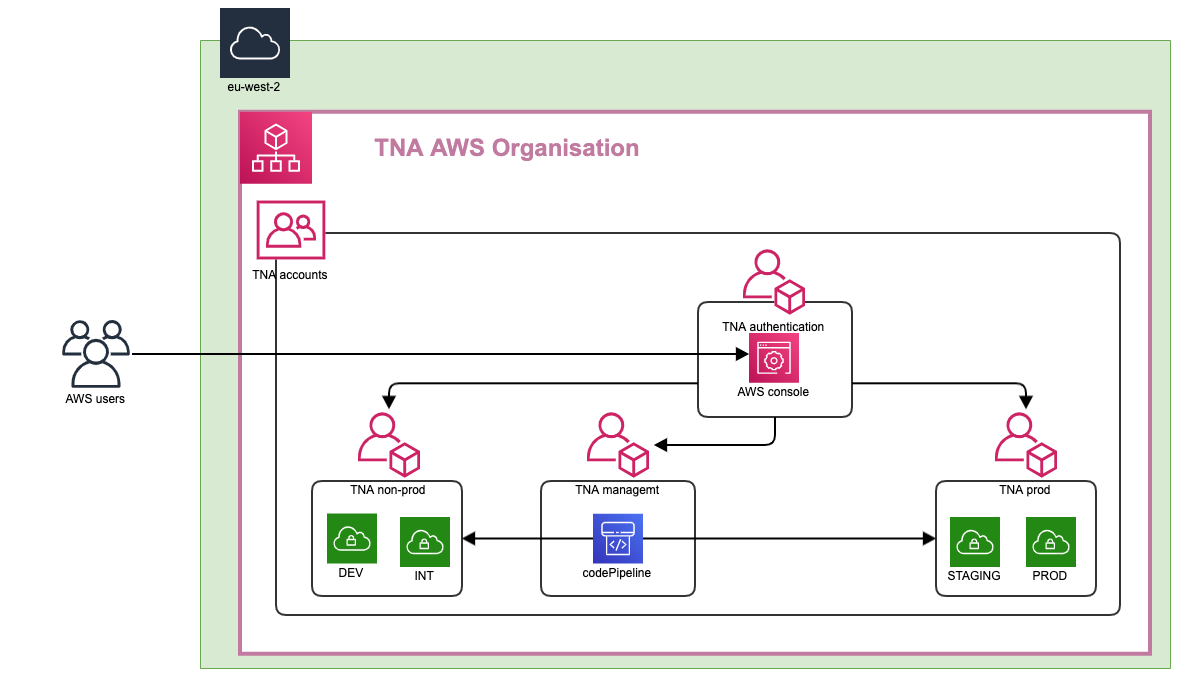 eu-west-2
TNA AWS Organisation
TNA accounts
TNA authentication
AWS console
AWS users
TNA non-prod
TNA managemt
TNA prod
DEV
INT
codePipeline
STAGING
PROD